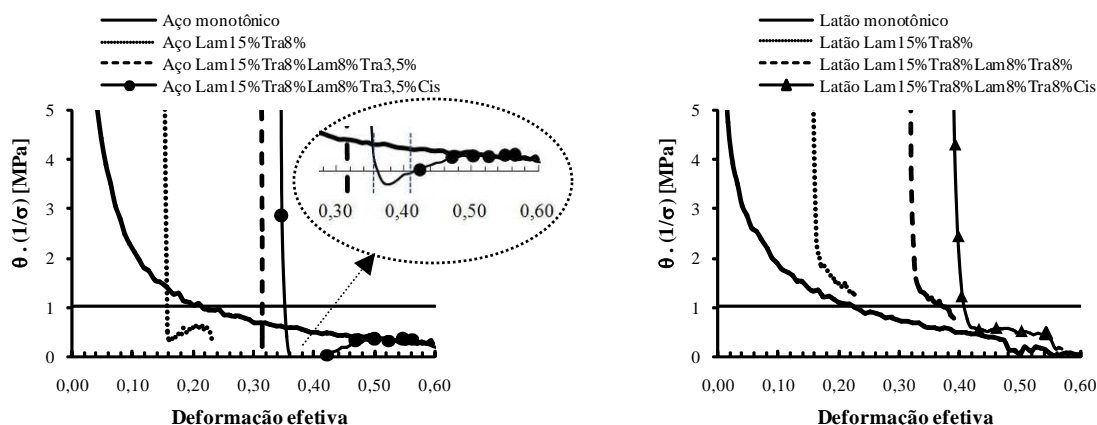 Aço monotônico
Aço Lam15%Tra8%
Aço Lam15%Tra8%Lam8%Tra3,5%
Aço Lam15%Tra8%Lam8%Tra3,5%Cis
5
4
3
2
1
0
θ . (1/σ) [MPa]
0,30 0,40 0,50 0,60
0,00 0,10 0,20 0,30 0,40 0,50 0,60
Deformação efetiva
Latão monotônico
Latão Lam15%Tra8%
Latão Lam15%Tra8%Lam8%Tra8%
Latão Lam15%Tra8%Lam8%Tra8%Cis
5
4
3
2
1
0
θ . (1/σ) [MPa]
0,00 0,10 0,20 0,30 0,40 0,50 0,60
Deformação efetiva